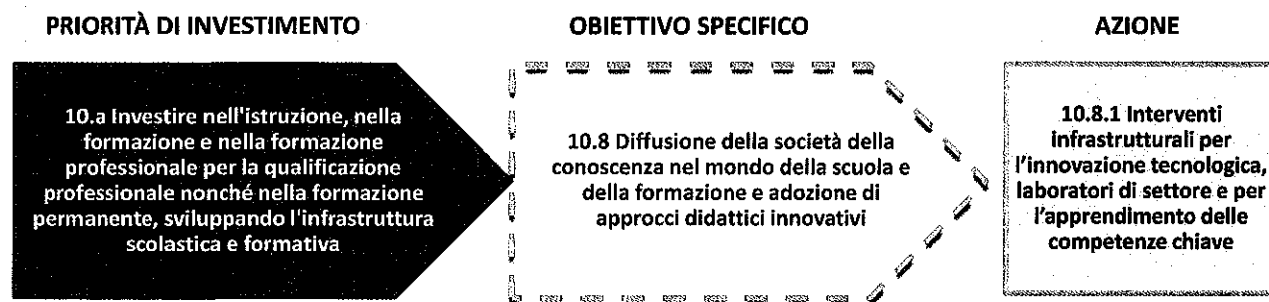 PRIORITÀ DI INVESTIMENTO
OBIETTIVO SPECIFICO
AZIONE
10.a Investire nell'istruzione, nella
formazione e nella formazione
professionale per la qualificazione
professionale nonché nella formazione
permanente, sviluppando l'infrastruttura
scolastica e formativa
10.8 Diffusione della società della
conoscenza nel mondo della scuola e
della formazione e adozione di
approcci didattici innovativi
10.8.1 Interventi
infrastrutturali per
l'innovazione tecnologica,
laboratori di settore e per
l'apprendimento delle
competenze chiave